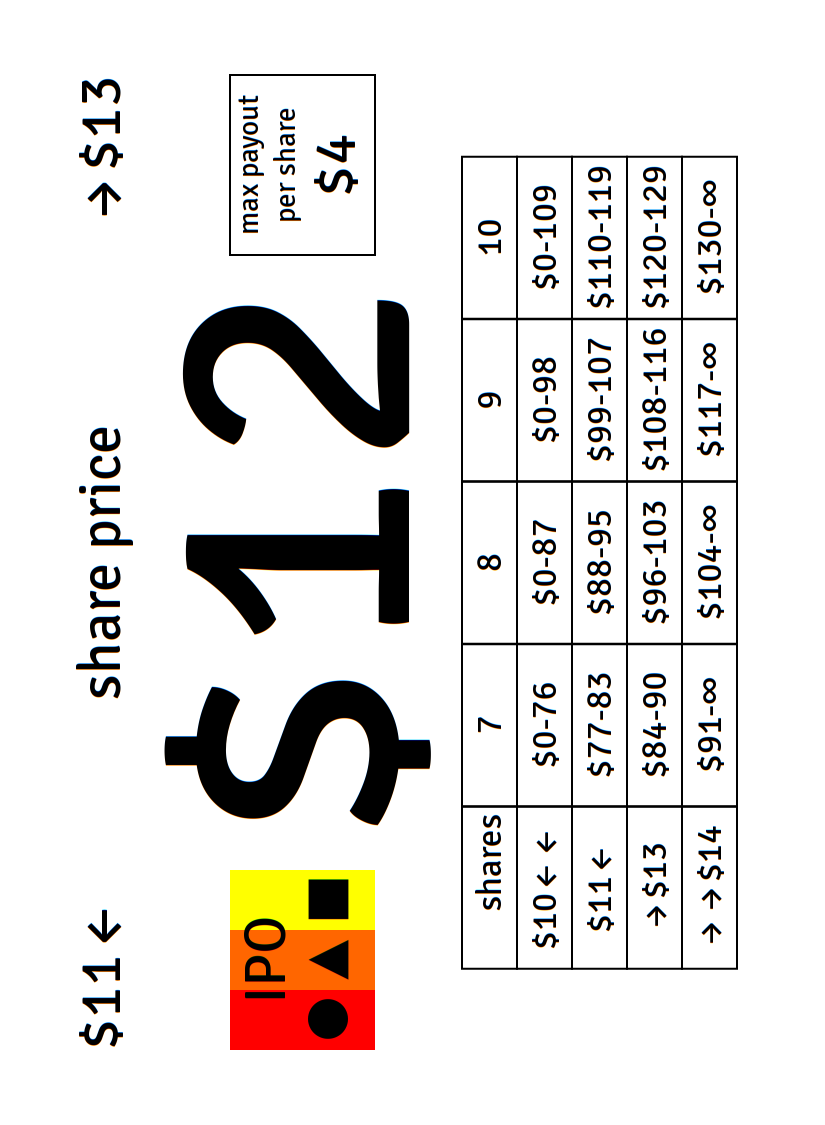 $11 ← share price → $13
IPO
$12
max payout
per share
$4
shares 7 8 9 10
$10 ← ← $0-76 $0-87 $0-98 $0-109
$11 ← $77-83 $88-95 $99-107 $110-119
→ $13 $84-90 $96-103 $108-116 $120-129
→ → $14 $91-∞ $104-∞ $117-∞ $130-∞